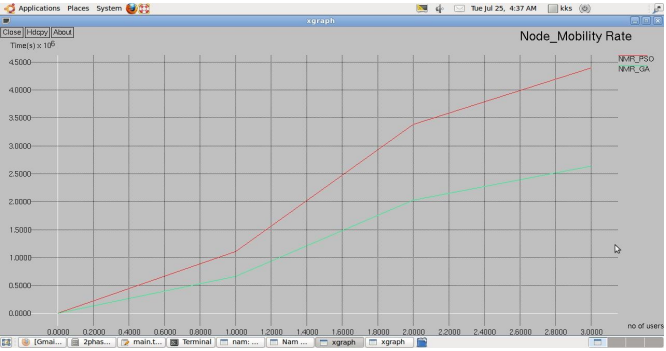 Applications Places System
Tue Jul 25, 4:37 AM
kks
xgraph
Close Hdcpy About
Node_Mobility Rate
Time(s) x 10
NMR_PSO
NMR_GA
4.5000
4.0000
3.5000
3.0000
2.5000
2.0000
1.5000
1.0000
0.5000
0.0000
no of users
0.0000 0.2000 0.4000 0.6000 0.8000 1.0000 1.2000 1.4000 1.6000 1.8000 2.0000 2.2000 2.4000 2.6000 2.8000 3.0000
[Gmai... 2phas... main.t... Terminal nam: ... Nam ... xgraph xgraph